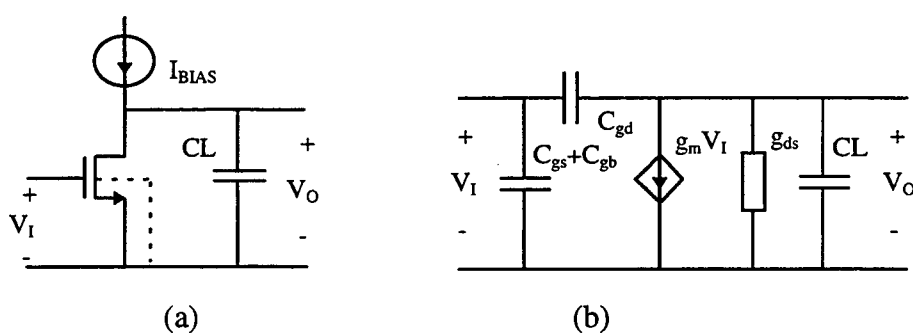 I_BIAS
CL
+
V_I
-
+
V_O
-
(a)
C_gd
+
V_I
-
C_gs+C_gb
g_mV_I
g_ds
CL
+
V_O
-
(b)